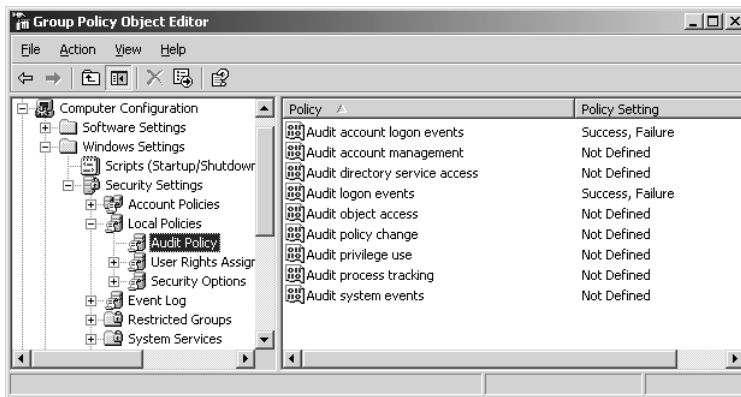 Group Policy Object Editor
File Action View Help
Computer Configuration
Software Settings
Windows Settings
Scripts (Startup/Shutdowr
Security Settings
Account Policies
Local Policies
Audit Policy
User Rights Assigr
Security Options
Event Log
Restricted Groups
System Services
Policy Policy Setting
Audit account logon events Success, Failure
Audit account management Not Defined
Audit directory service access Not Defined
Audit logon events Success, Failure
Audit object access Not Defined
Audit policy change Not Defined
Audit privilege use Not Defined
Audit process tracking Not Defined
Audit system events Not Defined